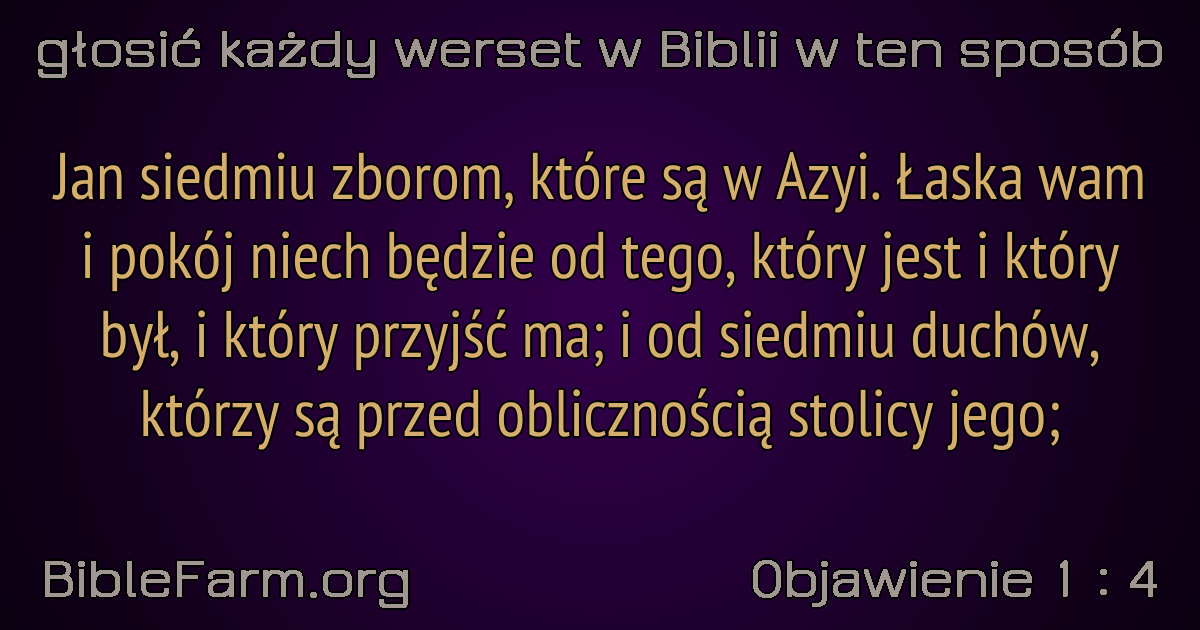 głosić każdy werset w Biblii w ten sposób
Jan siedmiu zborom, które są w Azyi. Łaska wam
i pokój niech będzie od tego, który jest i który
był, i który przyjść ma; i od siedmiu duchów,
którzy są przed oblicznością stolicy jego;
BibleFarm.org
Objawienie 1 : 4